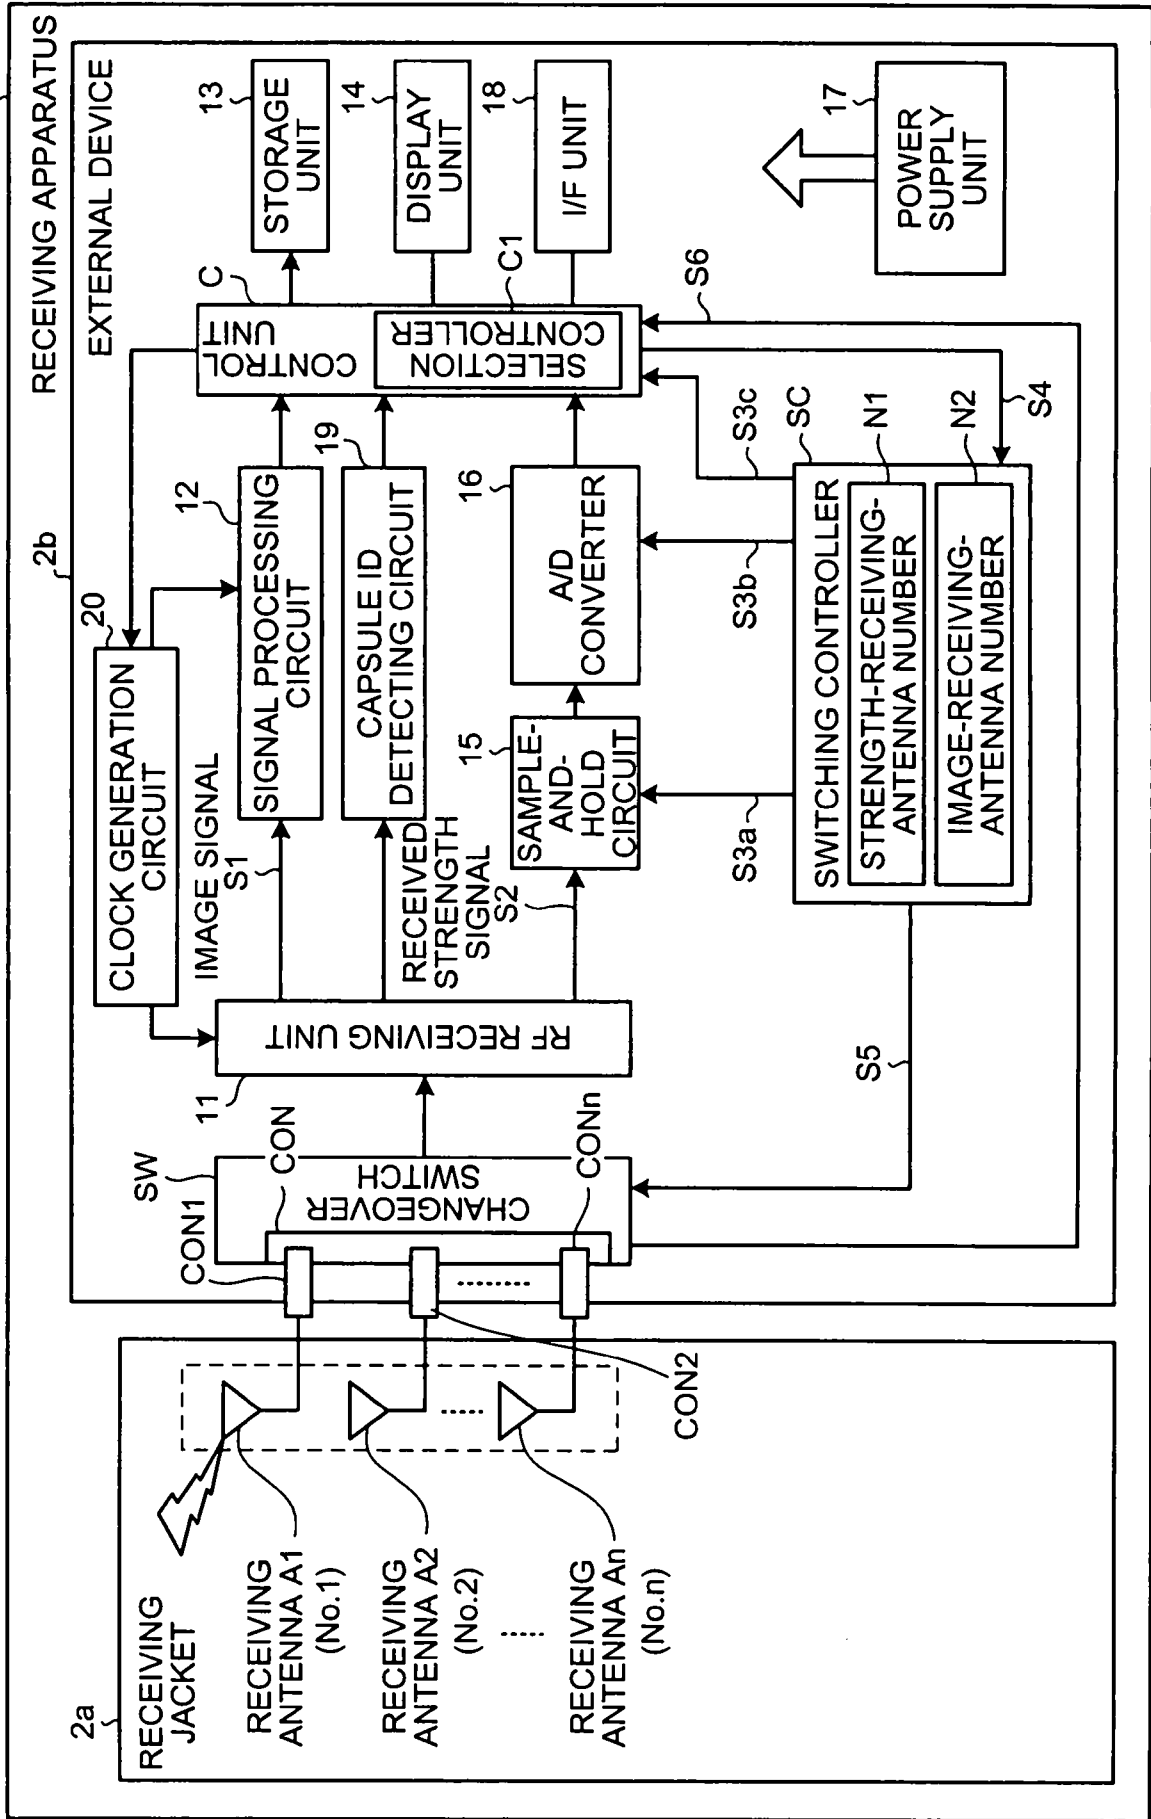 RECEIVING APPARATUS
2b
EXTERNAL DEVICE
20
CLOCK GENERATION
CIRCUIT
IMAGE SIGNAL
S1
12
SIGNAL PROCESSING
CIRCUIT
C
CONTROL
UNIT
C1
SELECTION
CONTROLLER
13
STORAGE
UNIT
14
DISPLAY
UNIT
18
I/F UNIT
19
CAPSULE ID
DETECTING CIRCUIT
RECEIVED
STRENGTH
SIGNAL
S2
15
SAMPLE-
AND-
HOLD
CIRCUIT
16
A/D
CONVERTER
11
RF RECEIVING UNIT
SW
CHANGEOVER
SWITCH
CON
CON1
CON2
CONn
S3a
S3b
S3c
SC
SWITCHING CONTROLLER
N1
STRENGTH-RECEIVING-
ANTENNA NUMBER
N2
IMAGE-RECEIVING-
ANTENNA NUMBER
S4
S5
S6
17
POWER
SUPPLY
UNIT
2a
RECEIVING
JACKET
RECEIVING
ANTENNA A1
(No.1)
RECEIVING
ANTENNA A2
(No.2)
RECEIVING
ANTENNA An
(No.n)